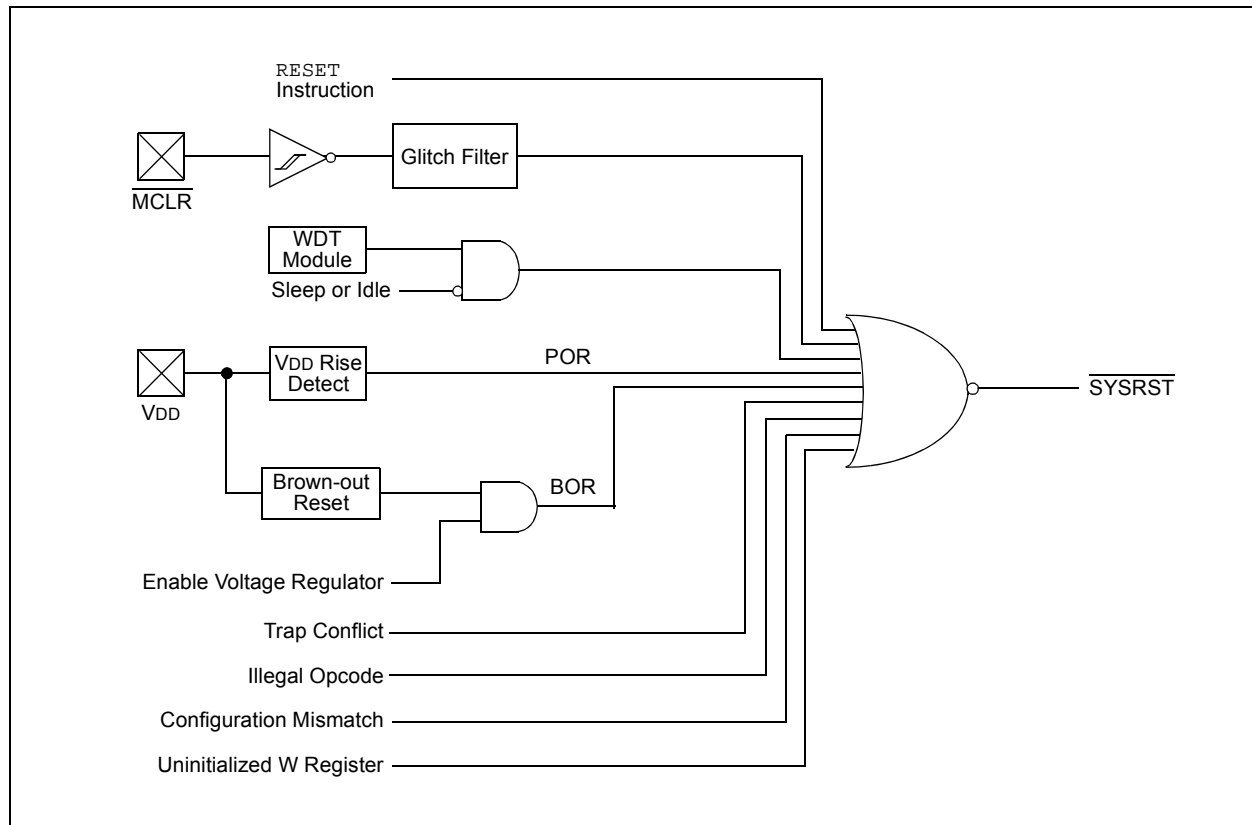 RESET
Instruction
MCLR
Glitch Filter
WDT
Module
Sleep or Idle
VDD
VDD Rise
Detect
POR
SYSRST
Brown-out
Reset
BOR
Enable Voltage Regulator
Trap Conflict
Illegal Opcode
Configuration Mismatch
Uninitialized W Register